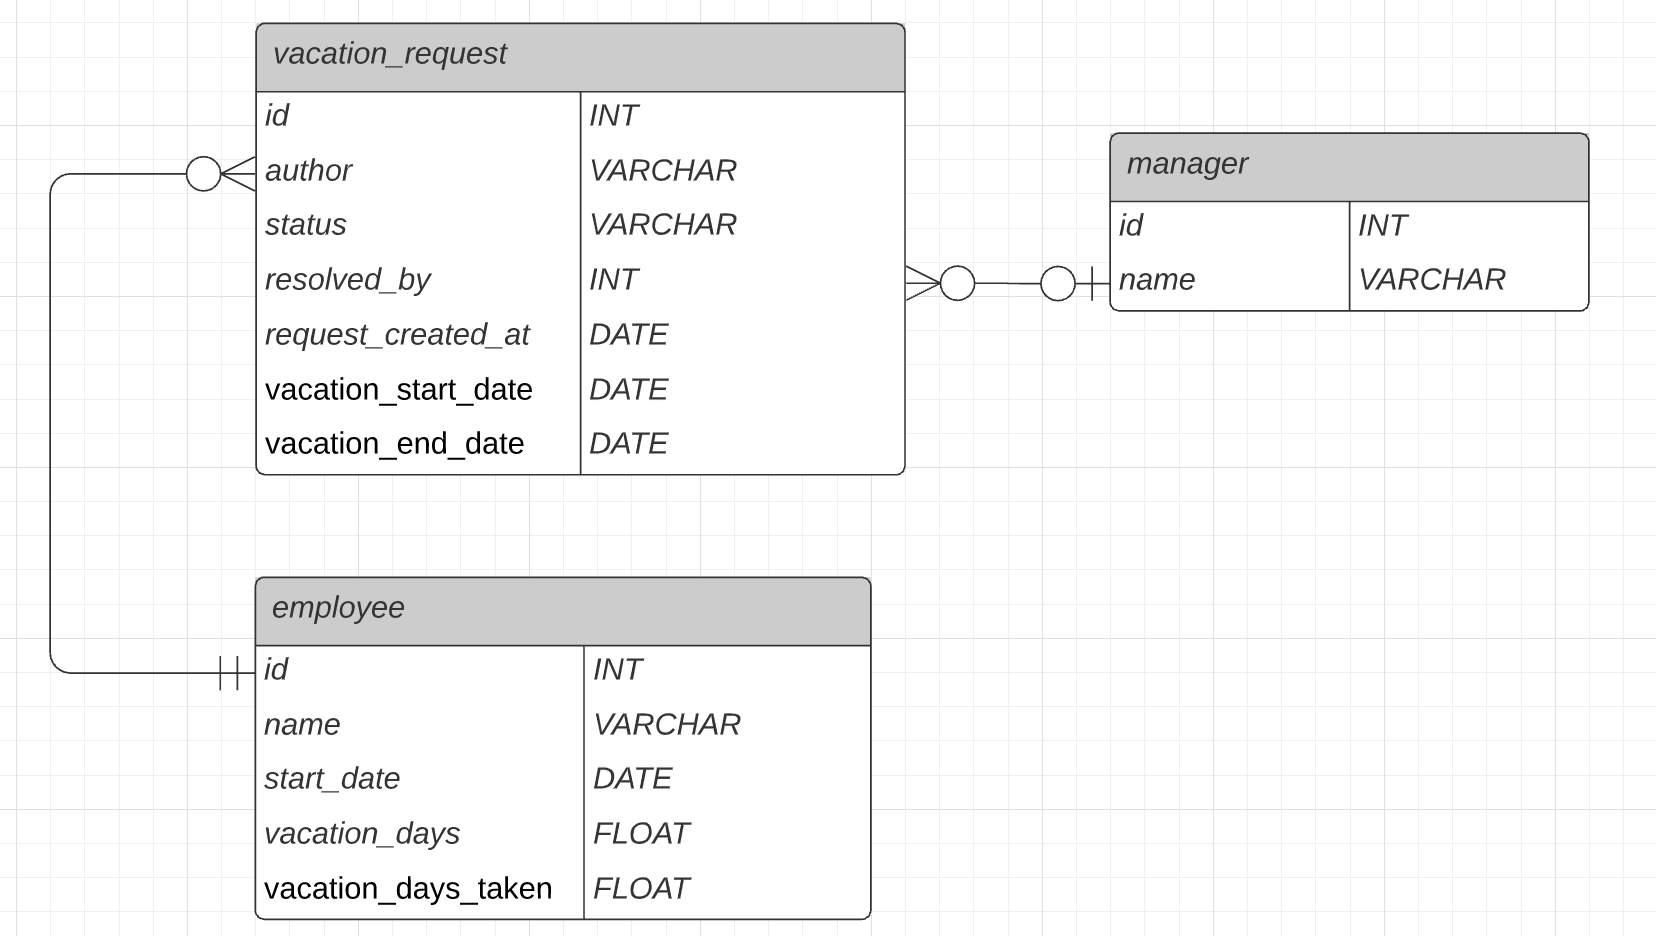 vacation_request
id INT
author VARCHAR
status VARCHAR
resolved_by INT
request_created_at DATE
vacation_start_date DATE
vacation_end_date DATE
manager
id INT
name VARCHAR
employee
id INT
name VARCHAR
start_date DATE
vacation_days FLOAT
vacation_days_taken FLOAT